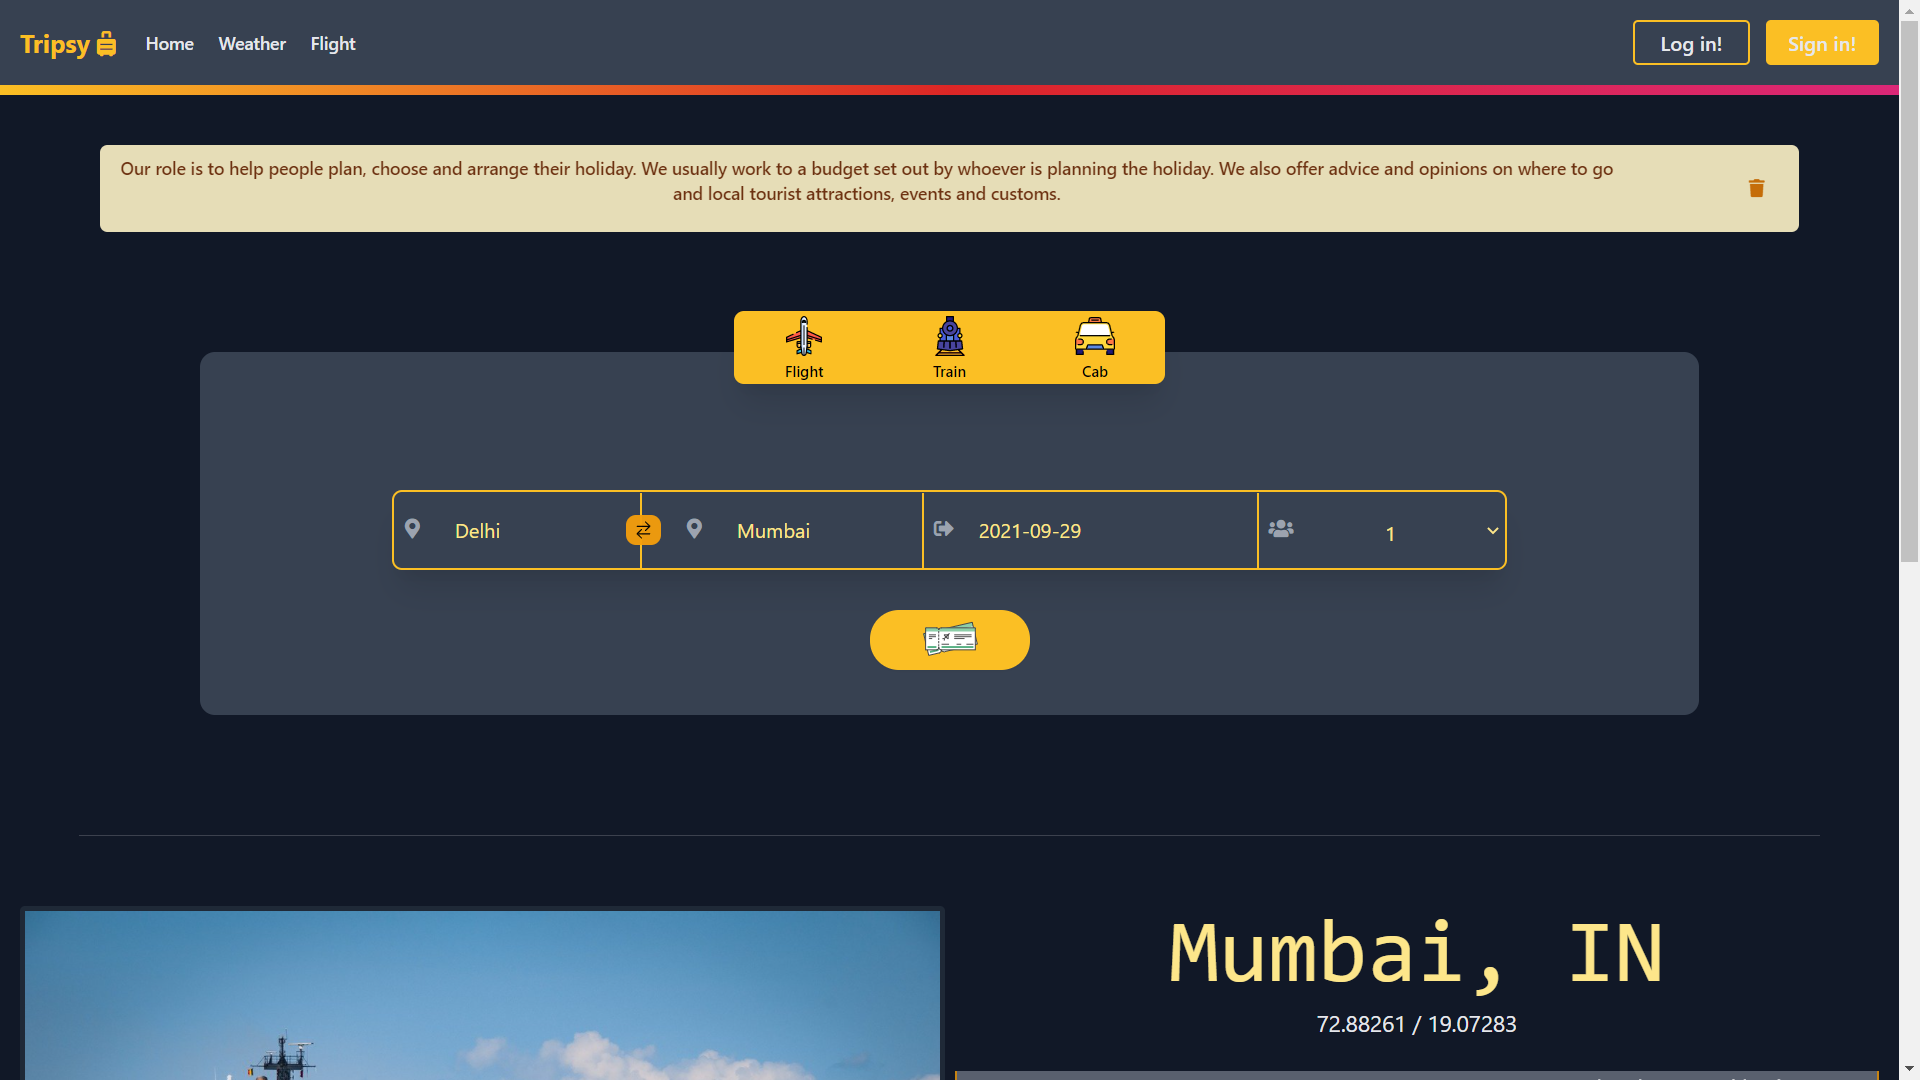 Tripsy
Home
Weather
Flight
Log in!
Sign in!
Our role is to help people plan, choose and arrange their holiday. We usually work to a budget set out by whoever is planning the holiday. We also offer advice and opinions on where to go
and local tourist attractions, events and customs.
Flight
Train
Cab
Delhi
Mumbai
2021-09-29
1
Mumbai, IN
72.88261 / 19.07283